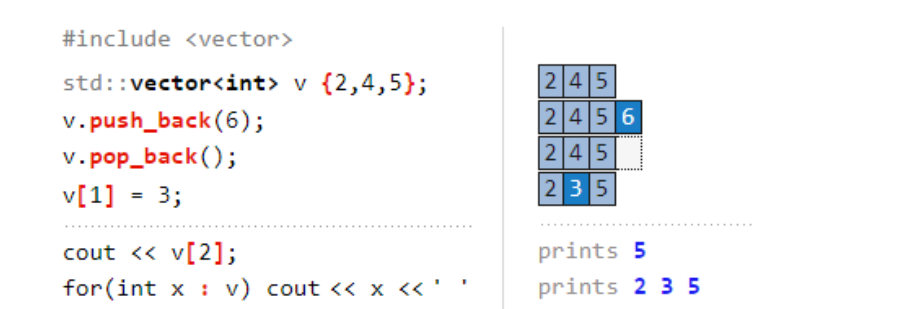 #include <vector>
std::vector<int> v {2,4,5}; 2 4 5
v.push_back(6); 2 4 5 6
v.pop_back(); 2 4 5
v[1] = 3; 2 3 5
cout << v[2]; prints 5
for(int x : v) cout << x << ' ' prints 2 3 5